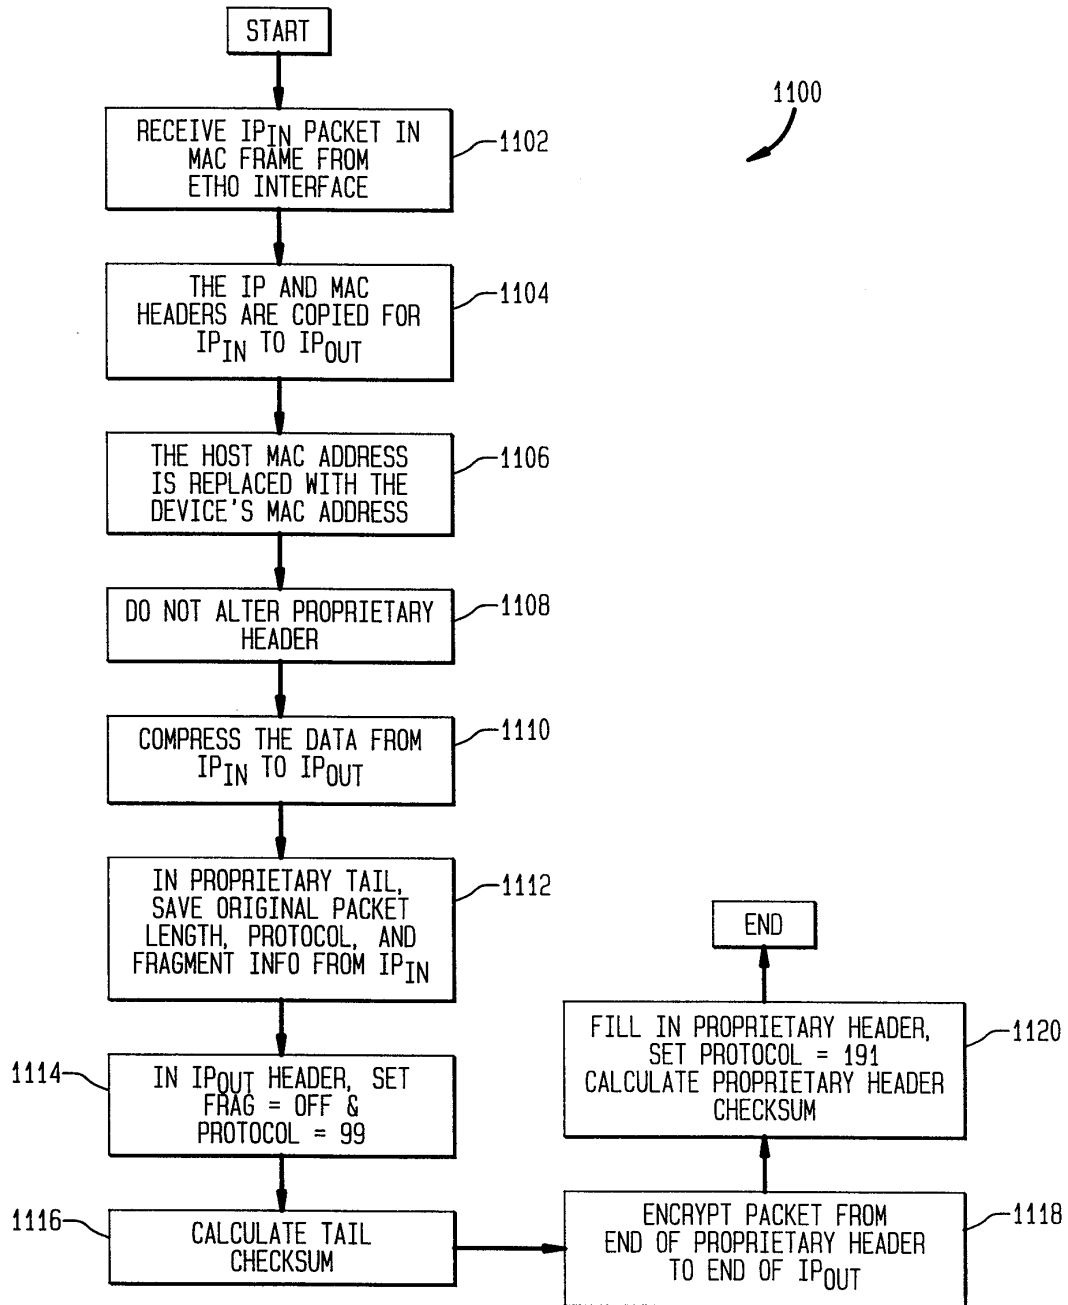 START
1100
RECEIVE IPIN PACKET IN
MAC FRAME FROM
ETHO INTERFACE
1102
THE IP AND MAC
HEADERS ARE COPIED FOR
IPIN TO IPOUT
1104
THE HOST MAC ADDRESS
IS REPLACED WITH THE
DEVICE'S MAC ADDRESS
1106
DO NOT ALTER PROPRIETARY
HEADER
1108
COMPRESS THE DATA FROM
IPIN TO IPOUT
1110
IN PROPRIETARY TAIL,
SAVE ORIGINAL PACKET
LENGTH, PROTOCOL, AND
FRAGMENT INFO FROM IPIN
1112
1114
IN IPOUT HEADER, SET
FRAG = OFF &
PROTOCOL = 99
1116
CALCULATE TAIL
CHECKSUM
ENCRYPT PACKET FROM
END OF PROPRIETARY HEADER
TO END OF IPOUT
1118
FILL IN PROPRIETARY HEADER,
SET PROTOCOL = 191
CALCULATE PROPRIETARY HEADER
CHECKSUM
1120
END